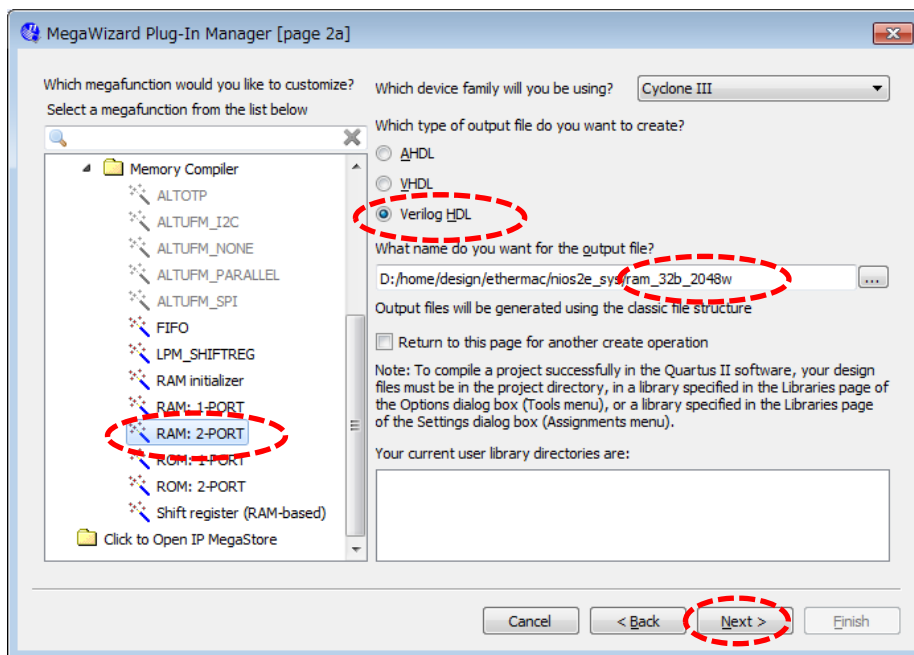 MegaWizard Plug-In Manager [page 2a]
Which megafunction would you like to customize?
Select a megafunction from the list below
Memory Compiler
ALTOTP
ALTUFM_I2C
ALTUFM_NONE
ALTUFM_PARALLEL
ALTUFM_SPI
FIFO
LPM_SHIFTREG
RAM initializer
RAM: 1-PORT
RAM: 2-PORT
ROM: 1-PORT
ROM: 2-PORT
Shift register (RAM-based)
Click to Open IP MegaStore
Which device family will you be using?
Cyclone III
Which type of output file do you want to create?
AHDL
VHDL
Verilog HDL
What name do you want for the output file?
D:/home/design/ethermac/nios2e_sys/ram_32b_2048w
...
Output files will be generated using the classic file structure
Return to this page for another create operation
Note: To compile a project successfully in the Quartus II software, your design
files must be in the project directory, in a library specified in the Libraries page of
the Options dialog box (Tools menu), or a library specified in the Libraries page
of the Settings dialog box (Assignments menu).
Your current user library directories are:
Cancel
< Back
Next >
Finish